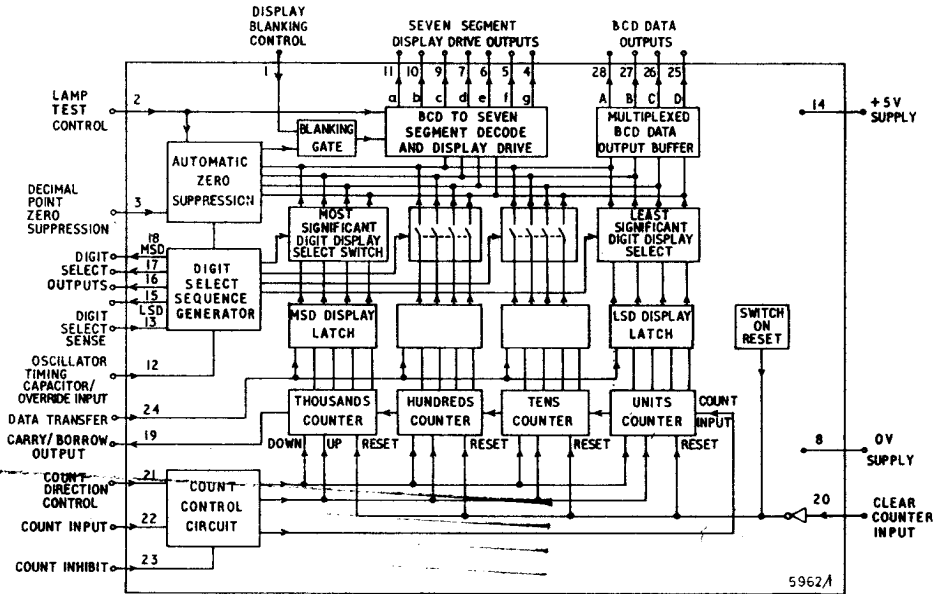 DISPLAY
BLANKING
CONTROL
SEVEN SEGMENT
DISPLAY DRIVE OUTPUTS
BCD DATA
OUTPUTS
1
11
10
9
7
6
5
4
28
27
26
25
a
b
c
d
e
f
g
A
B
C
D
LAMP
TEST
CONTROL
2
BLANKING
GATE
BCD TO SEVEN
SEGMENT DECODE
AND DISPLAY DRIVE
MULTIPLEXED
BCD DATA
OUTPUT BUFFER
14
+5V
SUPPLY
AUTOMATIC
ZERO
SUPPRESSION
DECIMAL
POINT
ZERO
SUPPRESSION
3
MOST
SIGNIFICANT
DIGIT DISPLAY
SELECT SWITCH
LEAST
SIGNIFICANT
DIGIT DISPLAY
SELECT
18
MSD
DIGIT
SELECT
OUTPUTS
17
16
15
LSD
DIGIT
SELECT
SENSE
13
DIGIT
SELECT
SEQUENCE
GENERATOR
MSD DISPLAY
LATCH
LSD DISPLAY
LATCH
SWITCH
ON
RESET
OSCILLATOR
TIMING
CAPACITOR/
OVERRIDE INPUT
12
DATA TRANSFER
24
CARRY/BORROW
OUTPUT
19
THOUSANDS
COUNTER
HUNDREDS
COUNTER
TENS
COUNTER
UNITS
COUNTER
COUNT
INPUT
DOWN
UP
RESET
RESET
RESET
RESET
8
0V
SUPPLY
COUNT
DIRECTION
CONTROL
21
COUNT
CONTROL
CIRCUIT
COUNT INPUT
22
COUNT INHIBIT
23
20
CLEAR
COUNTER
INPUT
5962/1